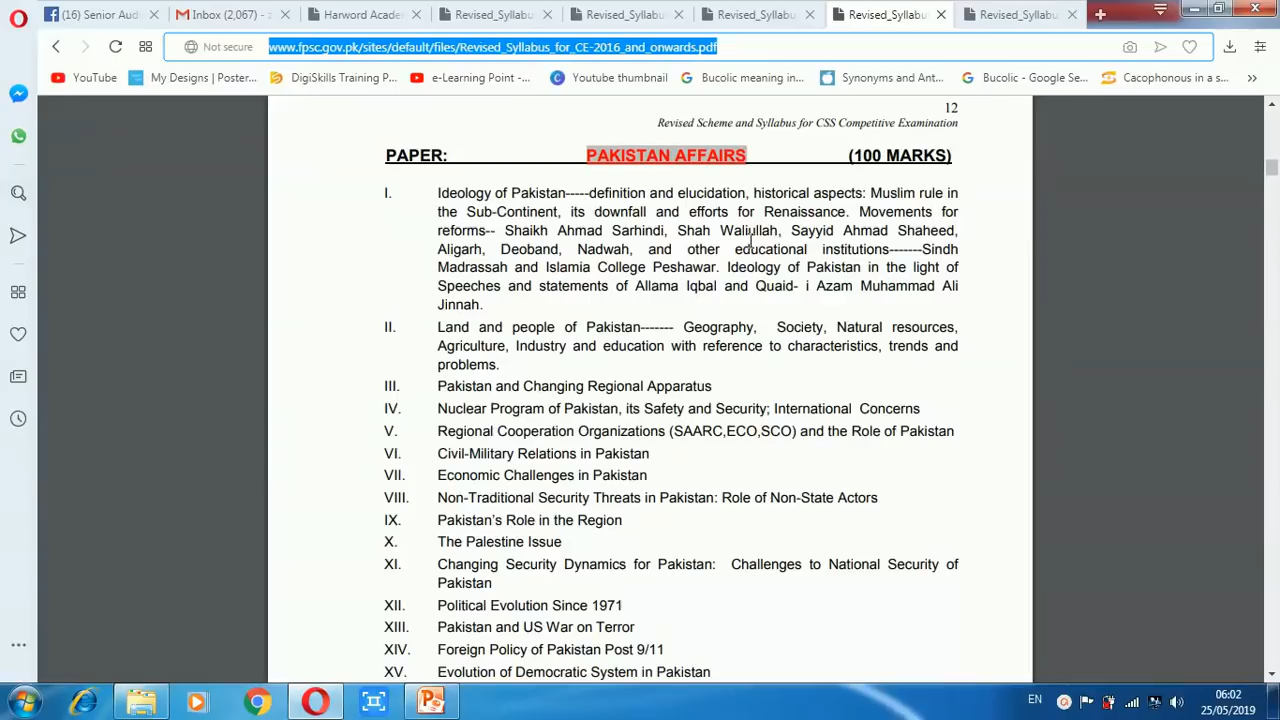 (16) Senior Aud
Inbox (2,067) - z
Harword Acade
Revised_Syllabu
Revised_Syllabu
Revised_Syllabu
Revised_Syllabu
Revised_Syllabu
Not secure
www.fpsc.gov.pk/sites/default/files/Revised_Syllabus_for_CE-2016_and_onwards.pdf
YouTube
My Designs | Poster...
DigiSkills Training P...
e-Learning Point -...
Youtube thumbnail
Bucolic meaning in...
Synonyms and Ant...
Bucolic - Google Se...
Cacophonous in a s...
12
Revised Scheme and Syllabus for CSS Competitive Examination
PAPER: PAKISTAN AFFAIRS (100 MARKS)
I. Ideology of Pakistan-----definition and elucidation, historical aspects: Muslim rule in
the Sub-Continent, its downfall and efforts for Renaissance. Movements for
reforms-- Shaikh Ahmad Sarhindi, Shah Waliullah, Sayyid Ahmad Shaheed,
Aligarh, Deoband, Nadwah, and other educational institutions-------Sindh
Madrassah and Islamia College Peshawar. Ideology of Pakistan in the light of
Speeches and statements of Allama Iqbal and Quaid- i Azam Muhammad Ali
Jinnah.
II. Land and people of Pakistan------- Geography, Society, Natural resources,
Agriculture, Industry and education with reference to characteristics, trends and
problems.
III. Pakistan and Changing Regional Apparatus
IV. Nuclear Program of Pakistan, its Safety and Security; International Concerns
V. Regional Cooperation Organizations (SAARC,ECO,SCO) and the Role of Pakistan
VI. Civil-Military Relations in Pakistan
VII. Economic Challenges in Pakistan
VIII. Non-Traditional Security Threats in Pakistan: Role of Non-State Actors
IX. Pakistan's Role in the Region
X. The Palestine Issue
XI. Changing Security Dynamics for Pakistan: Challenges to National Security of
Pakistan
XII. Political Evolution Since 1971
XIII. Pakistan and US War on Terror
XIV. Foreign Policy of Pakistan Post 9/11
XV. Evolution of Democratic System in Pakistan
EN
06:02
25/05/2019